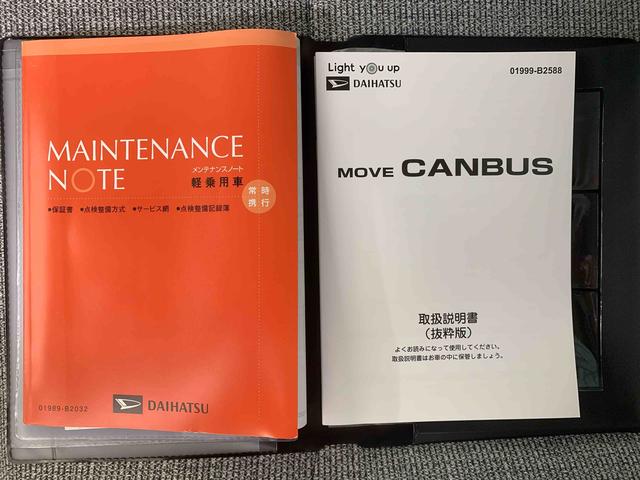 MAINTENANCE
NOTE
メンテナンスノート
軽乗用車
常時
携行
●保証書 ●点検整備方式 ●サービス網 ●点検整備記録簿
01989-B2032
DAIHATSU
Light you up
DAIHATSU
01999-B2588
MOVE CANBUS
取扱説明書
（抜粋版）
よくお読みになって使用してください。
取扱説明書はお車の中に保管しましょう。